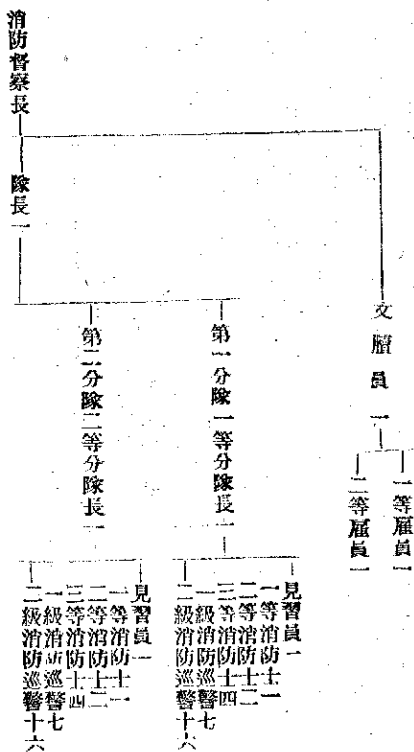 消防督察長
文雇員一
一等雇員一
二等雇員一
隊長一
第一分隊一等分隊長一
見習員一
一等消防士一
二等消防士二
三等消防士四
一級消防巡警七
二級消防巡警十六
第二分隊二等分隊長一
見習員一
一等消防士一
二等消防士二
三等消防士四
一級消防巡警七
二級消防巡警十六